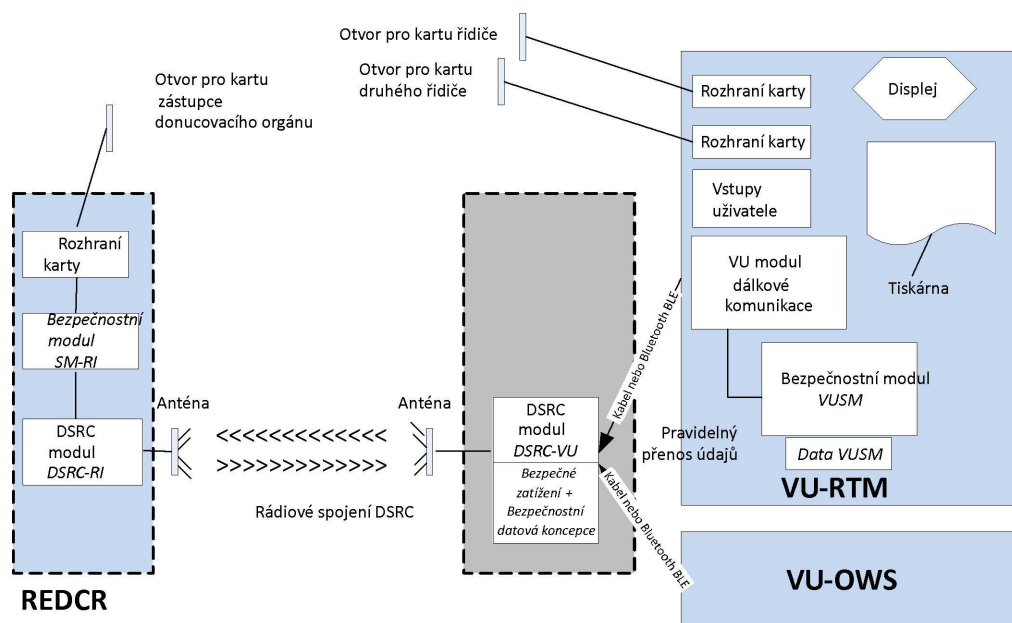 Otvor pro kartu řidiče
Otvor pro kartu
druhého řidiče
Otvor pro kartu
zástupce
donucovacího orgánu
Rozhraní karty
Displej
Rozhraní karty
Vstupy
uživatele
VU modul
dálkové
komunikace
Tiskárna
Bezpečnostní modul
VUSM
Data VUSM
VU-RTM
Rozhraní
karty
Bezpečnostní
modul
SM-RI
DSRC
modul
DSRC-RI
REDCR
Anténa
<<<<<<<<<<<<<
>>>>>>>>>>>>>
Rádiové spojení DSRC
Anténa
DSRC
modul
DSRC-VU
Bezpečné
zatížení +
Bezpečnostní
datová koncepce
Kabel nebo Bluetooth BLE
Pravidelný
přenos údajů
Kabel nebo Bluetooth BLE
VU-OWS